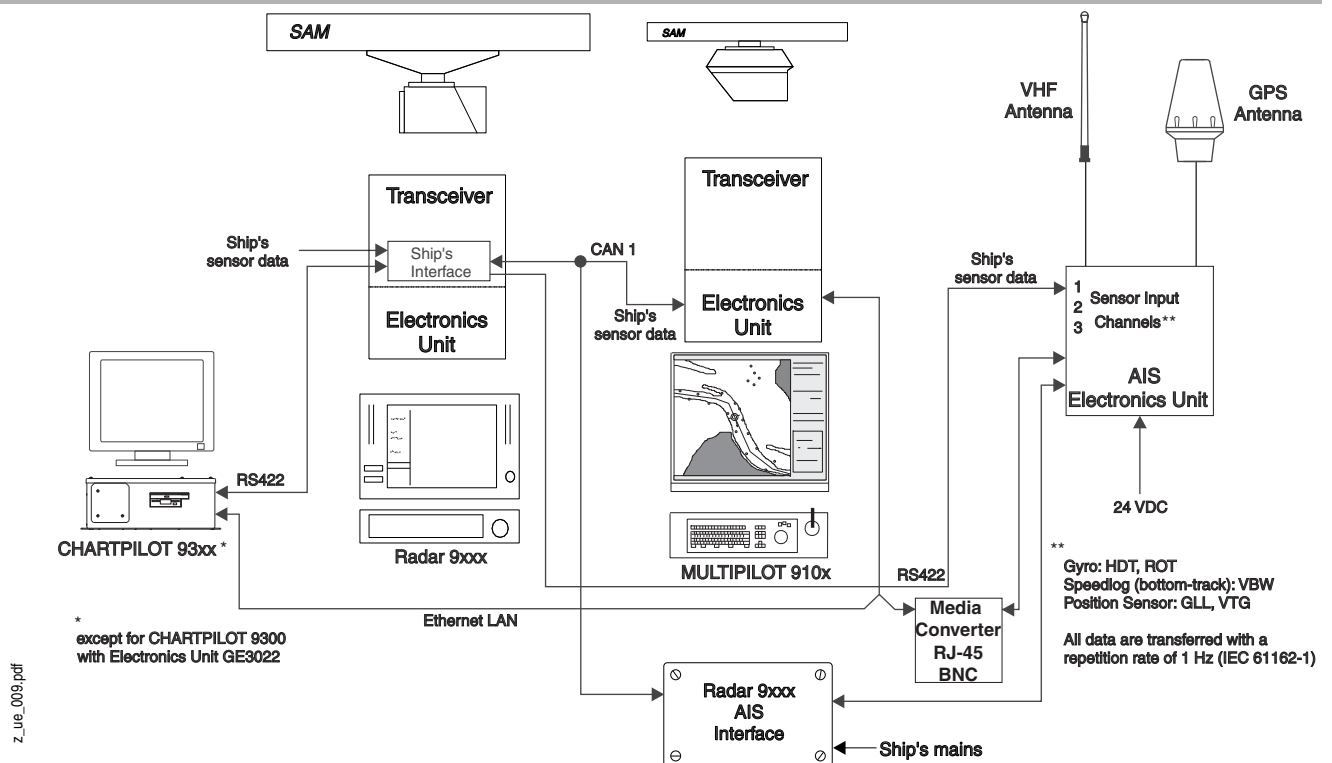 SAM
SAM
VHF
Antenna
GPS
Antenna
Transceiver
Transceiver
Ship's
sensor data
Ship's
Interface
CAN 1
Ship's
sensor data
Electronics
Unit
Electronics
Unit
Ship's
sensor data
1
2
3
Sensor Input
Channels**
AIS
Electronics Unit
24 VDC
RS422
CHARTPILOT 93xx *
Radar 9xxx
MULTIPILOT 910x
RS422
Ethernet LAN
Media
Converter
RJ-45
BNC
**
Gyro: HDT, ROT
Speedlog (bottom-track): VBW
Position Sensor: GLL, VTG
All data are transferred with a
repetition rate of 1 Hz (IEC 61162-1)
*
except for CHARTPILOT 9300
with Electronics Unit GE3022
Radar 9xxx
AIS
Interface
Ship's mains
z_ue_009.pdf